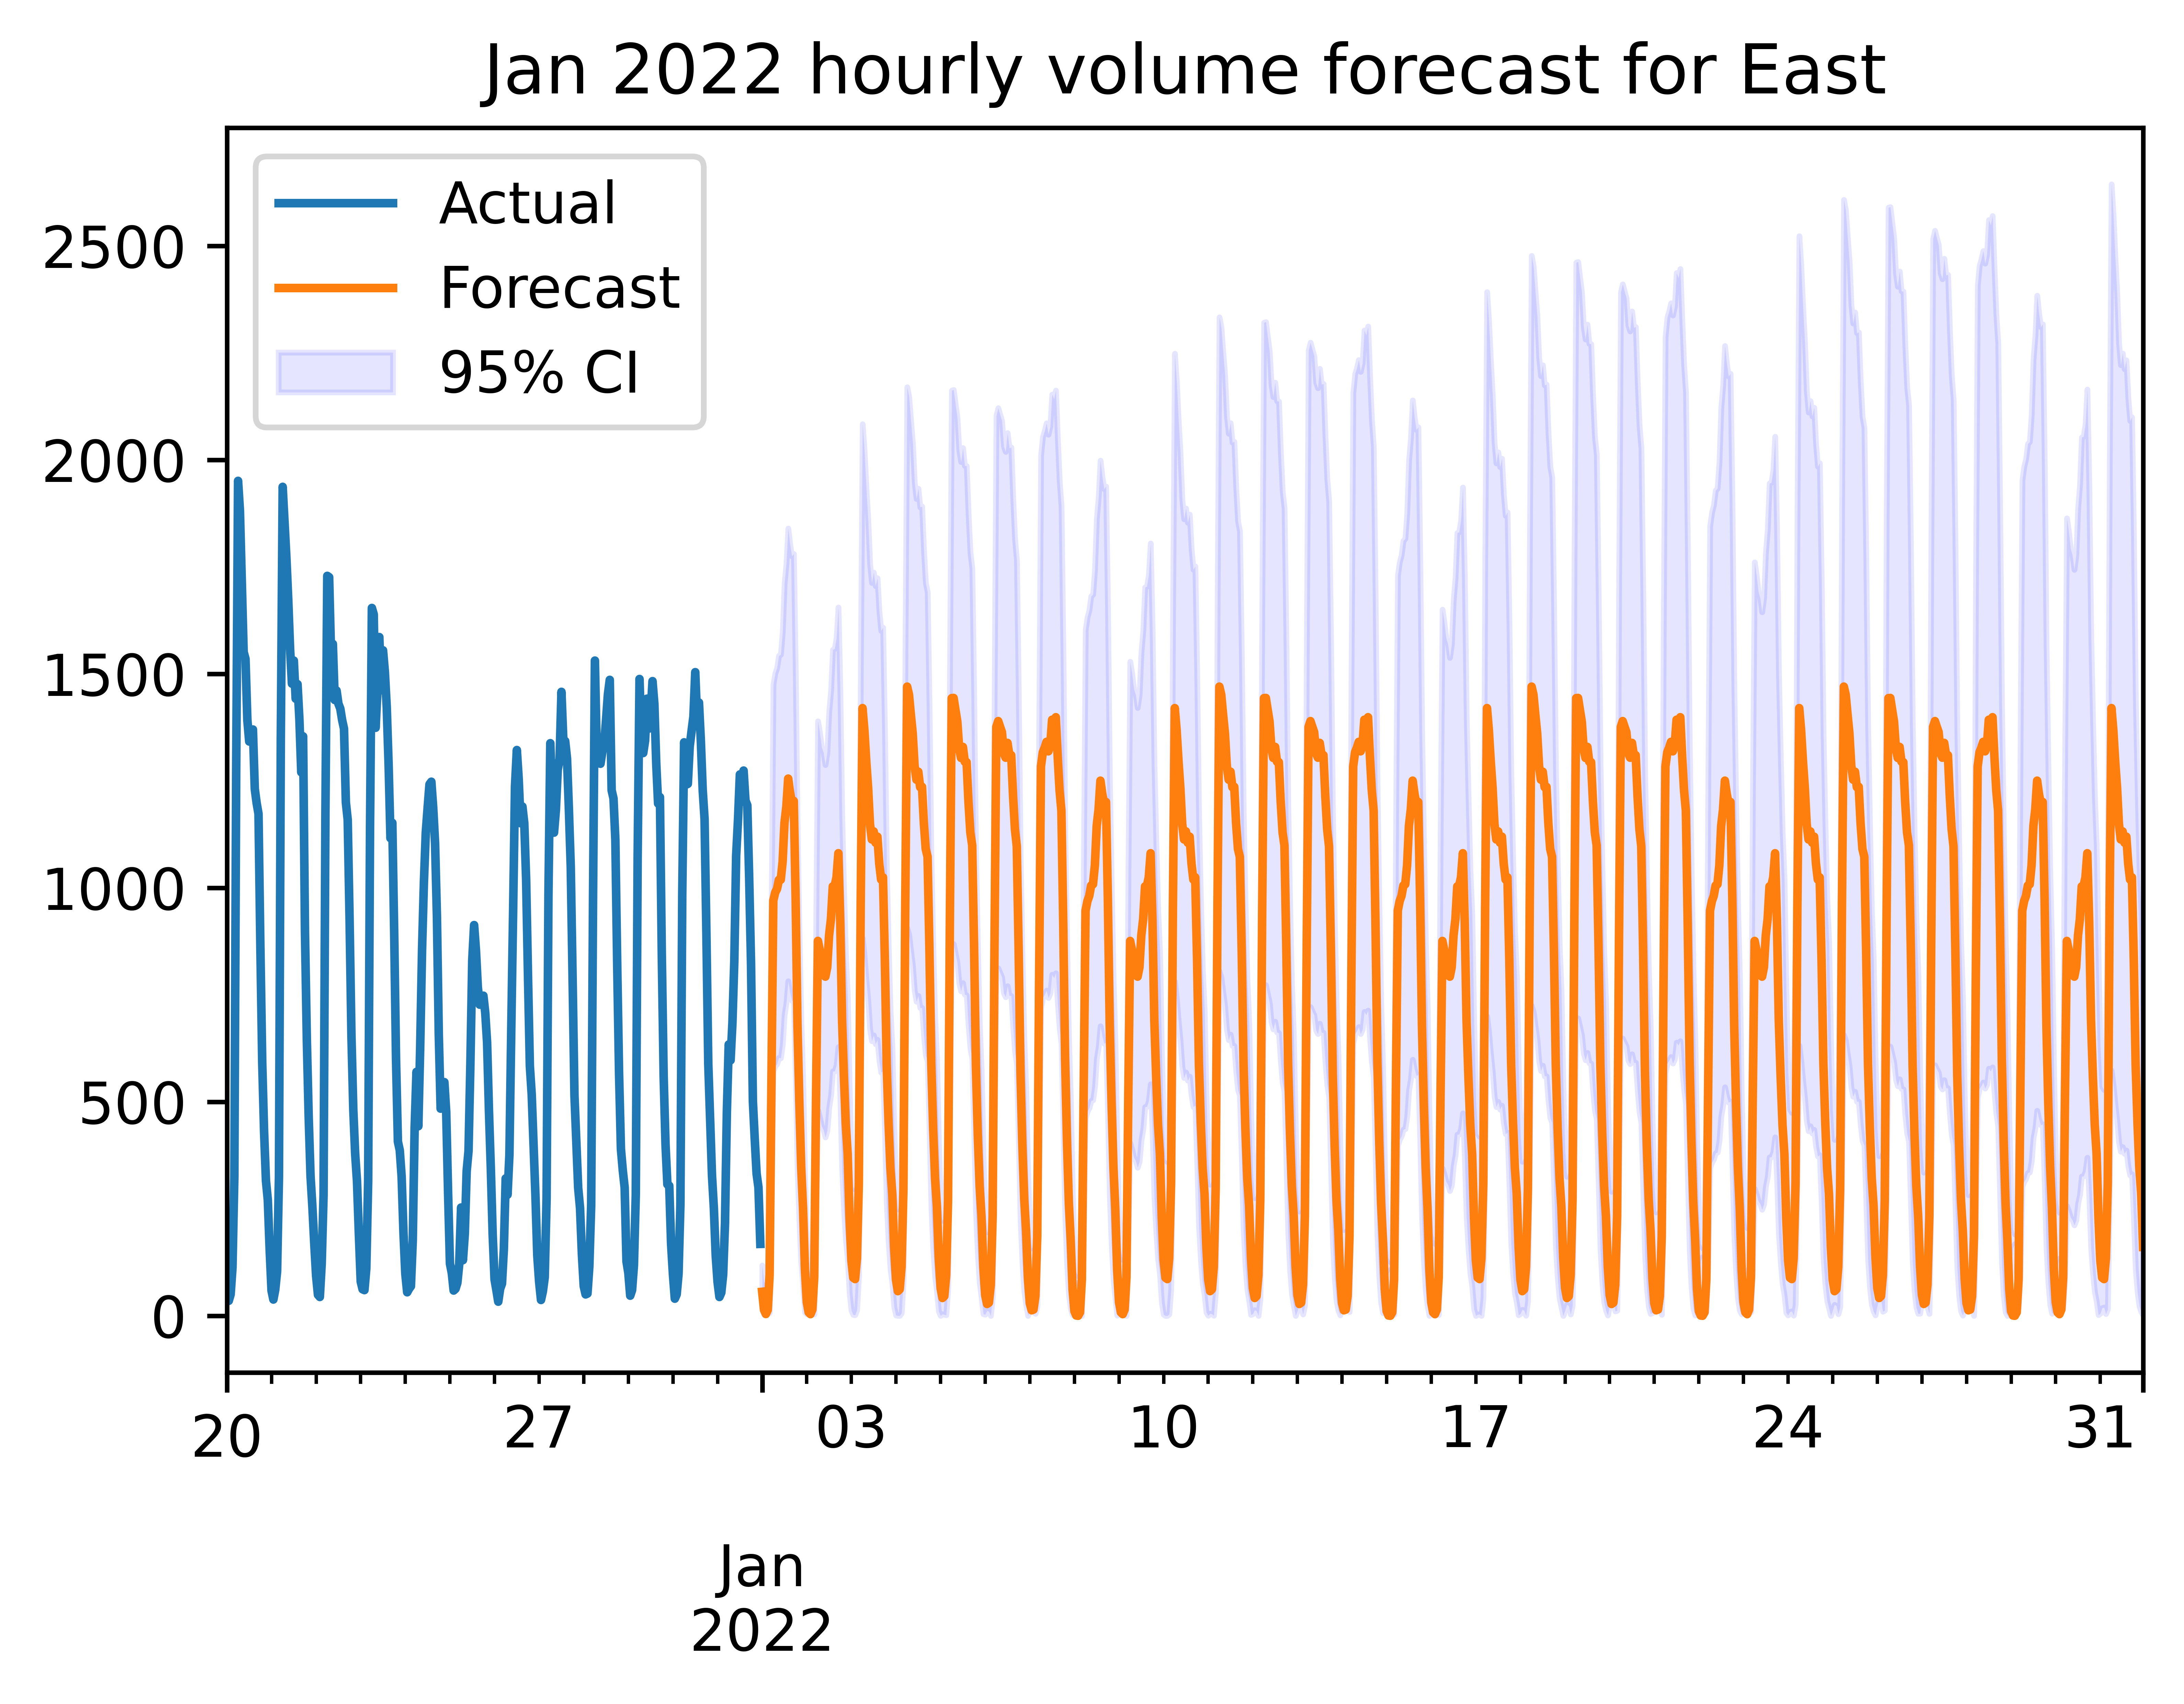 Jan 2022 hourly volume forecast for East
Actual
Forecast
95% CI
2500
2000
1500
1000
500
0
20 27 03 10 17 24 31
Jan
2022